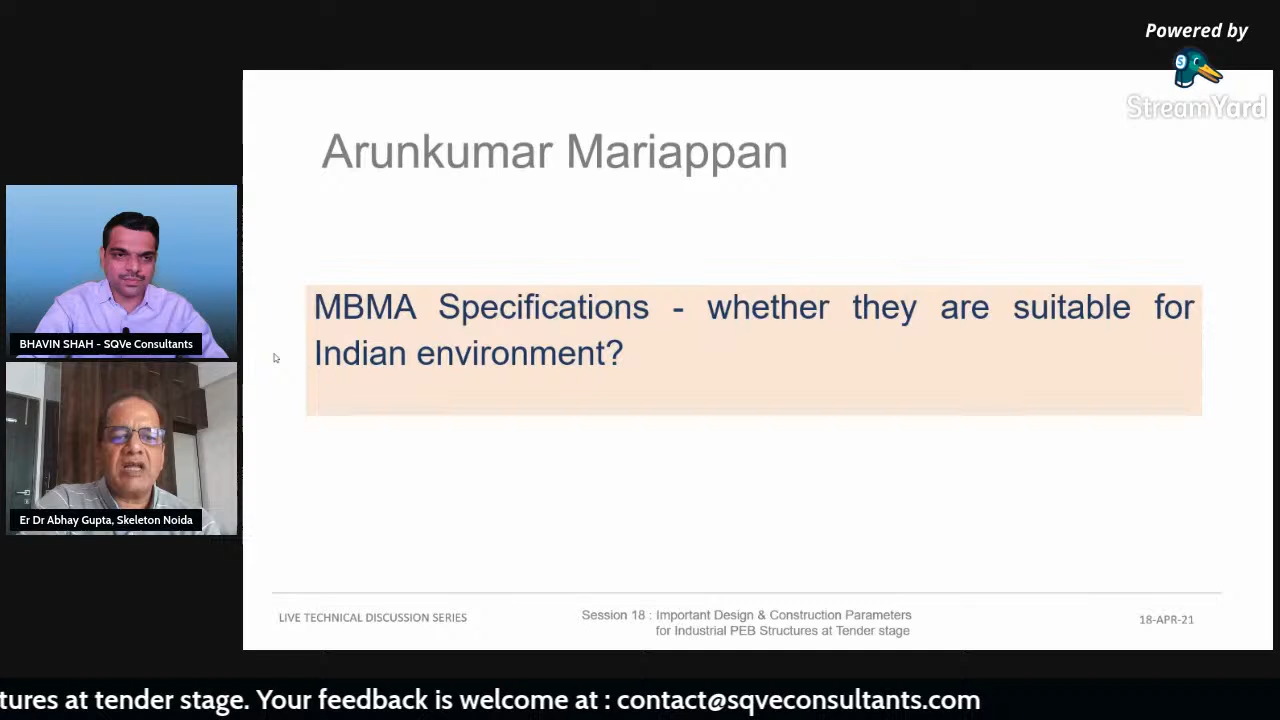 Powered by
StreamYard
Arunkumar Mariappan
MBMA Specifications - whether they are suitable for
Indian environment?
BHAVIN SHAH - SQVe Consultants
Er Dr Abhay Gupta, Skeleton Noida
LIVE TECHNICAL DISCUSSION SERIES
Session 18 : Important Design & Construction Parameters
for Industrial PEB Structures at Tender stage
18-APR-21
tures at tender stage. Your feedback is welcome at : contact@sqveconsultants.com